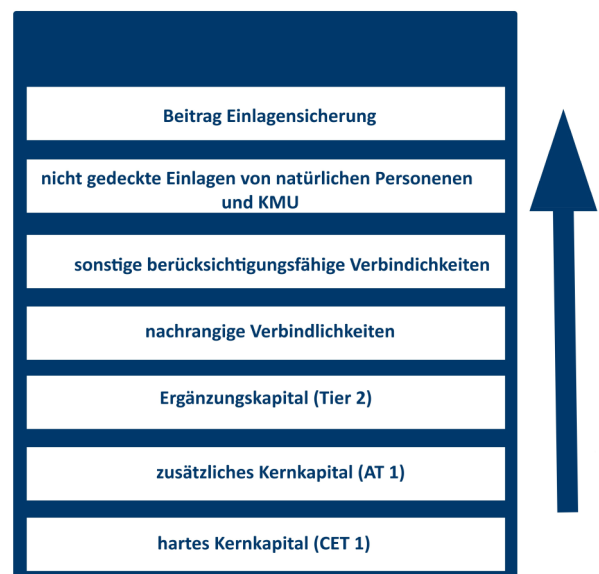 Beitrag Einlagensicherung
nicht gedeckte Einlagen von natürlichen Personenen
und KMU
sonstige berücksichtigungsfähige Verbindichkeiten
nachrangige Verbindlichkeiten
Ergänzungskapital (Tier 2)
zusätzliches Kernkapital (AT 1)
hartes Kernkapital (CET 1)